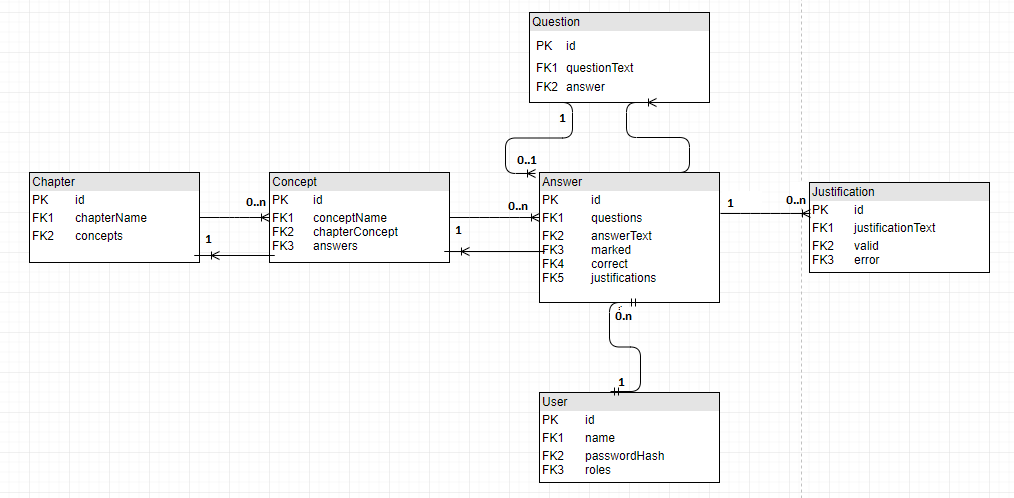 Question
PK id
FK1 questionText
FK2 answer
1
0..1
Chapter
PK id
FK1 chapterName
FK2 concepts
0..n
1
Concept
PK id
FK1 conceptName
FK2 chapterConcept
FK3 answers
0..n
1
Answer
PK id
FK1 questions
FK2 answerText
FK3 marked
FK4 correct
FK5 justifications
1
0..n
Justification
PK id
FK1 justificationText
FK2 valid
FK3 error
0..n
1
User
PK id
FK1 name
FK2 passwordHash
FK3 roles